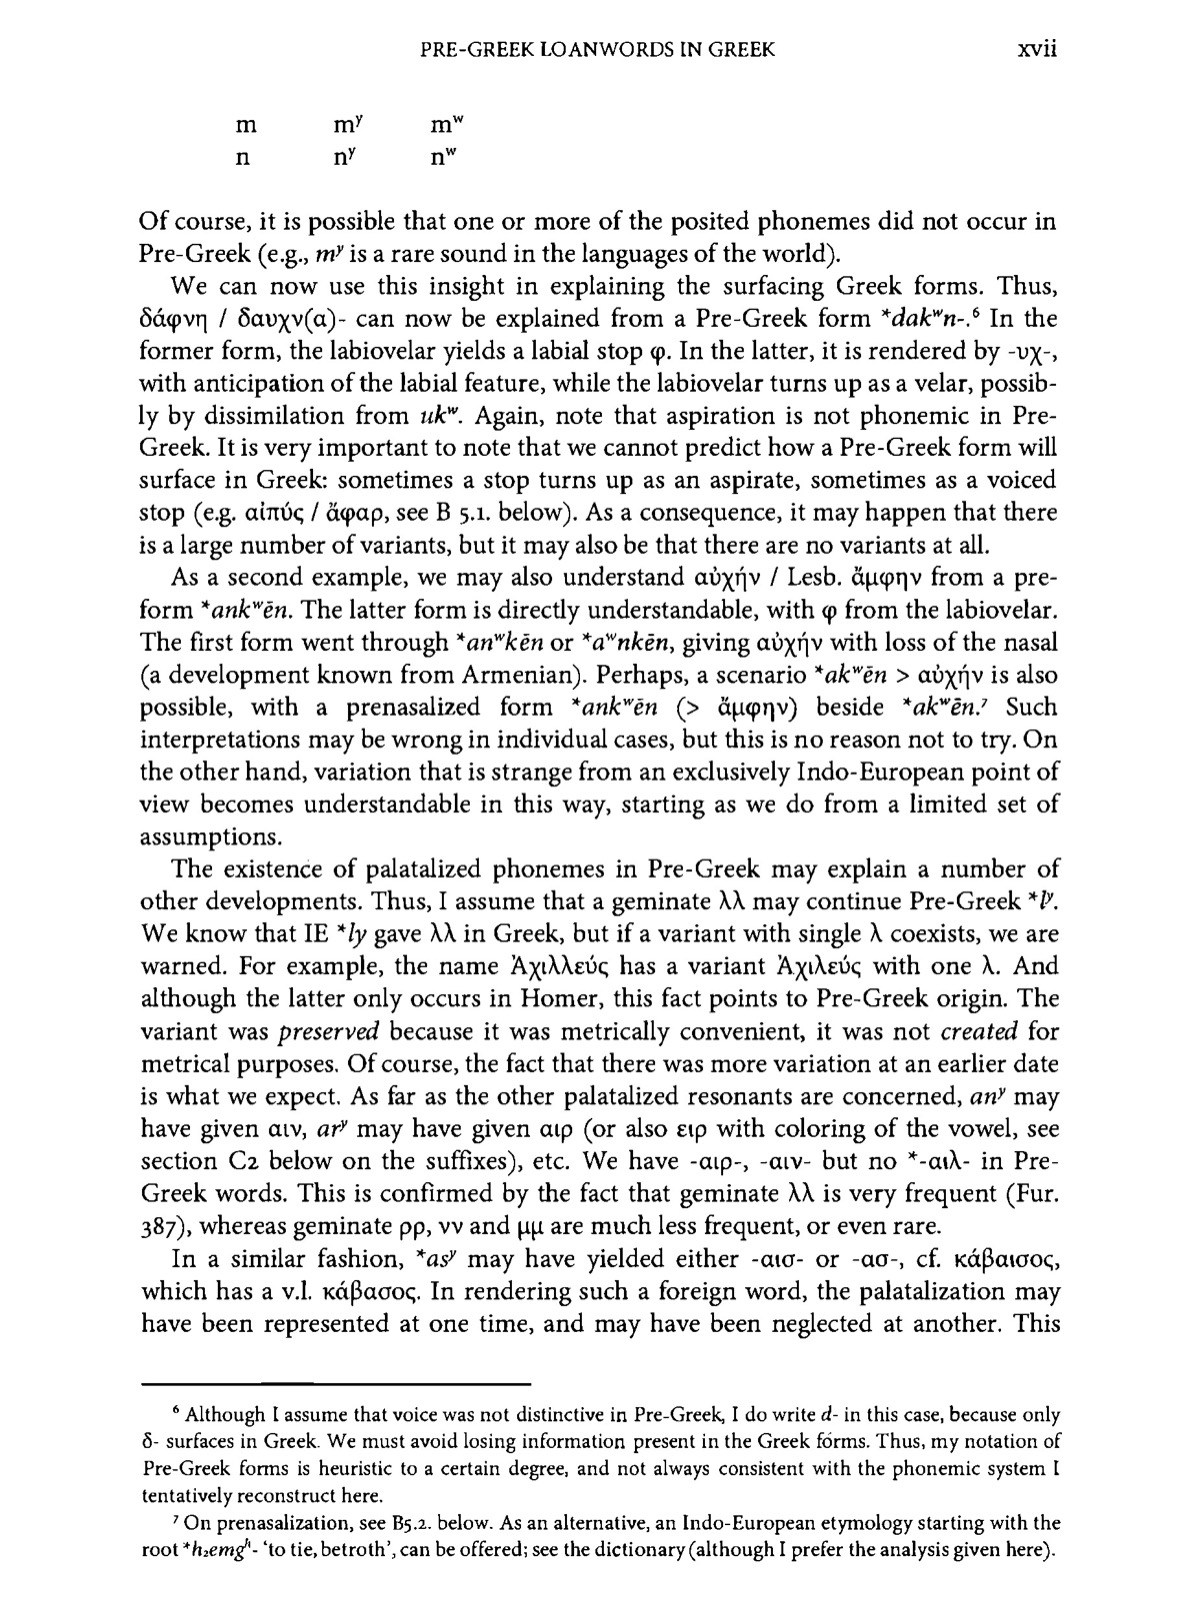 PRE-GREEK LOANWORDS IN GREEK xvii
m mʸ mʷ
n nʸ nʷ
Of course, it is possible that one or more of the posited phonemes did not occur in
Pre-Greek (e.g., mʸ is a rare sound in the languages of the world).
We can now use this insight in explaining the surfacing Greek forms. Thus,
δάφνη / δαυχν(α)- can now be explained from a Pre-Greek form *dakʷn-.⁶ In the
former form, the labiovelar yields a labial stop φ. In the latter, it is rendered by -υχ-,
with anticipation of the labial feature, while the labiovelar turns up as a velar, possib-
ly by dissimilation from ukʷ. Again, note that aspiration is not phonemic in Pre-
Greek. It is very important to note that we cannot predict how a Pre-Greek form will
surface in Greek: sometimes a stop turns up as an aspirate, sometimes as a voiced
stop (e.g. αἰπύς / ἄφαρ, see B 5.1. below). As a consequence, it may happen that there
is a large number of variants, but it may also be that there are no variants at all.
As a second example, we may also understand αὐχήν / Lesb. ἄμφην from a pre-
form *ankʷēn. The latter form is directly understandable, with φ from the labiovelar.
The first form went through *anʷkēn or *aʷnkēn, giving αὐχήν with loss of the nasal
(a development known from Armenian). Perhaps, a scenario *akʷēn > αὐχήν is also
possible, with a prenasalized form *ankʷēn (> ἄμφην) beside *akʷēn.⁷ Such
interpretations may be wrong in individual cases, but this is no reason not to try. On
the other hand, variation that is strange from an exclusively Indo-European point of
view becomes understandable in this way, starting as we do from a limited set of
assumptions.
The existence of palatalized phonemes in Pre-Greek may explain a number of
other developments. Thus, I assume that a geminate λλ may continue Pre-Greek *lʸ.
We know that IE *ly gave λλ in Greek, but if a variant with single λ coexists, we are
warned. For example, the name Ἀχιλλεύς has a variant Ἀχιλεύς with one λ. And
although the latter only occurs in Homer, this fact points to Pre-Greek origin. The
variant was preserved because it was metrically convenient, it was not created for
metrical purposes. Of course, the fact that there was more variation at an earlier date
is what we expect. As far as the other palatalized resonants are concerned, anʸ may
have given αιν, arʸ may have given αιρ (or also ειρ with coloring of the vowel, see
section C2 below on the suffixes), etc. We have -αιρ-, -αιν- but no *-αιλ- in Pre-
Greek words. This is confirmed by the fact that geminate λλ is very frequent (Fur.
387), whereas geminate ρρ, νν and μμ are much less frequent, or even rare.
In a similar fashion, *asʸ may have yielded either -αισ- or -ασ-, cf. κάβαισος,
which has a v.l. κάβασος. In rendering such a foreign word, the palatalization may
have been represented at one time, and may have been neglected at another. This
⁶ Although I assume that voice was not distinctive in Pre-Greek, I do write d- in this case, because only
δ- surfaces in Greek. We must avoid losing information present in the Greek forms. Thus, my notation of
Pre-Greek forms is heuristic to a certain degree, and not always consistent with the phonemic system I
tentatively reconstruct here.
⁷ On prenasalization, see B5.2. below. As an alternative, an Indo-European etymology starting with the
root *h₂emǵʰ- ‘to tie, betroth’, can be offered; see the dictionary (although I prefer the analysis given here).